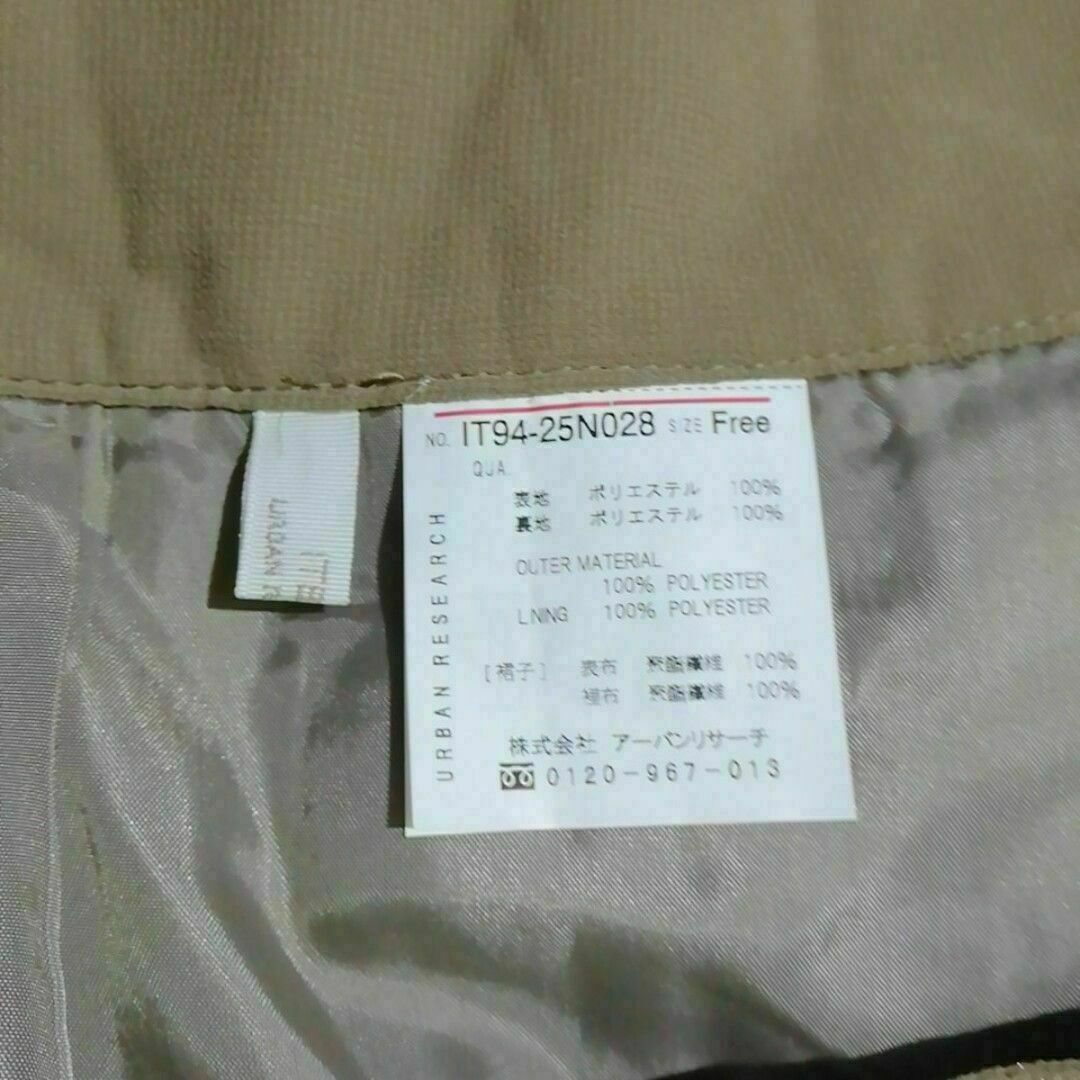 NO. IT94-25N028 SIZE Free
QUA.
表地 ポリエステル 100%
裏地 ポリエステル 100%
OUTER MATERIAL
100% POLYESTER
LINING 100% POLYESTER
[裙子] 表布 聚酯纖維 100%
裡布 聚酯纖維 100%
株式会社 アーバンリサーチ
0120-967-013
URBAN RESEARCH
URBAN